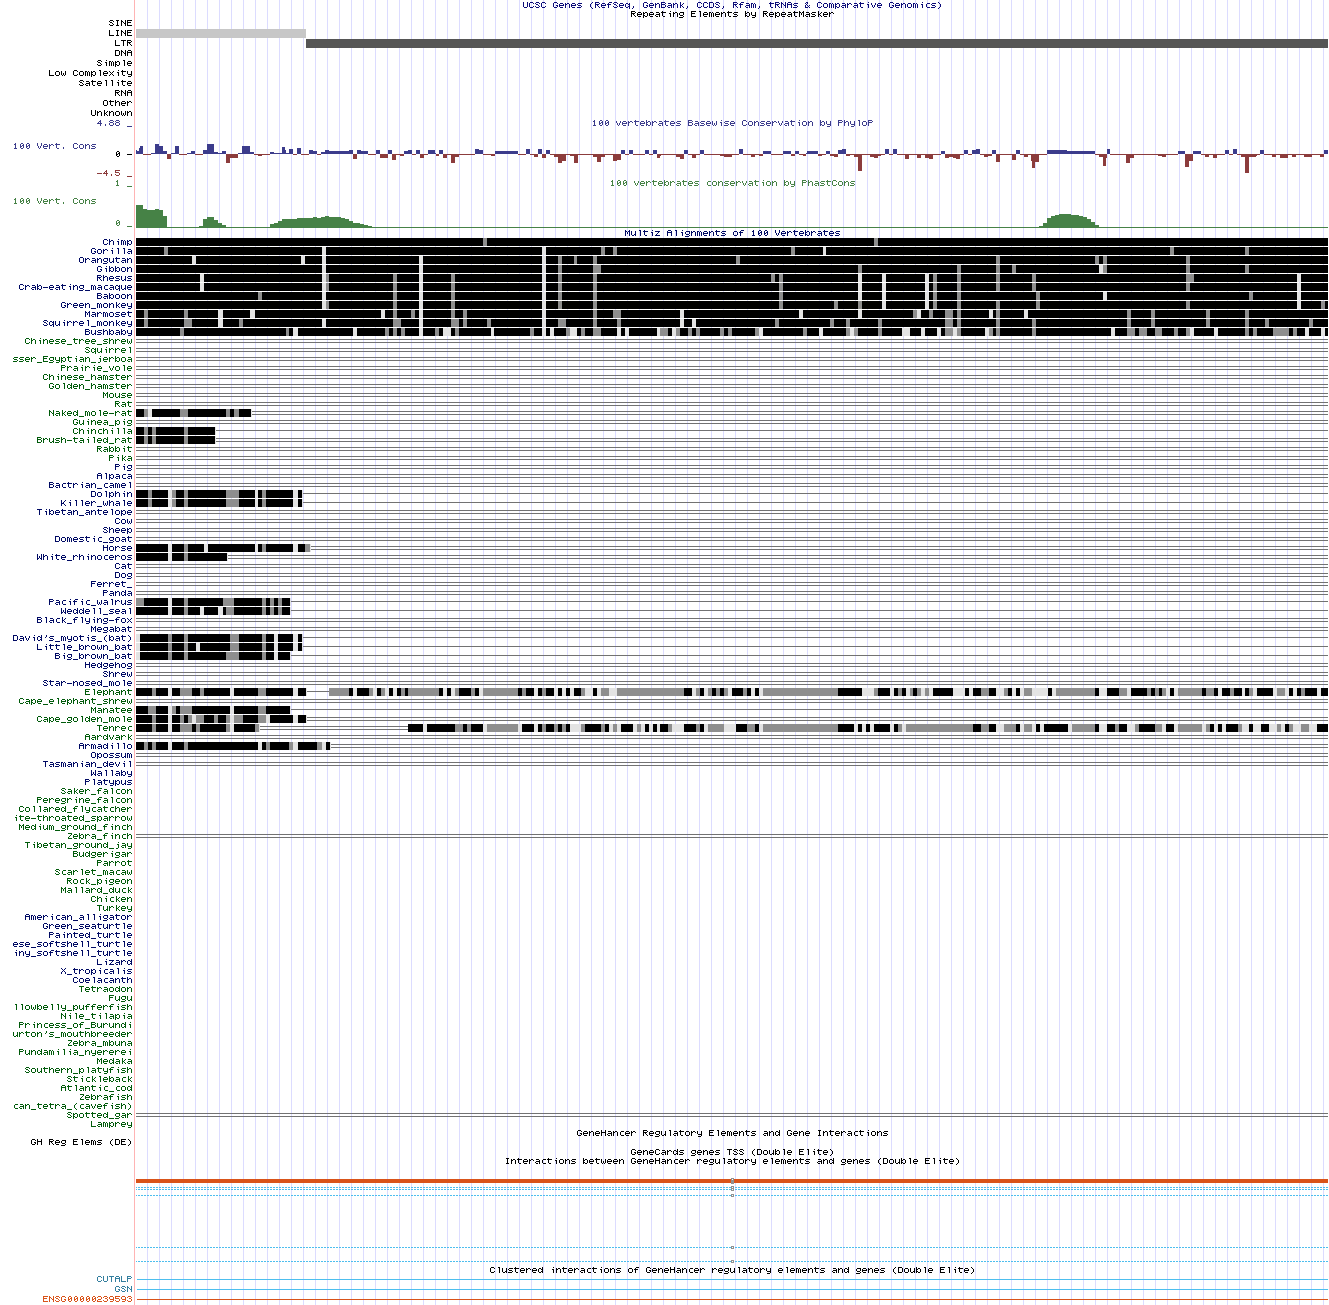 UCSC Genes (RefSeq, GenBank, CCDS, Rfam, tRNAs & Comparative Genomics)
Repeating Elements by RepeatMasker
SINE
LINE
LTR
DNA
Simple
Low Complexity
Satellite
RNA
Other
Unknown
100 vertebrates Basewise Conservation by PhyloP
4.88 _
100 Vert. Cons
0 _
-4.5 _
100 vertebrates conservation by PhastCons
1 _
100 Vert. Cons
0 _
Multiz Alignments of 100 Vertebrates
Chimp
Gorilla
Orangutan
Gibbon
Rhesus
Crab-eating_macaque
Baboon
Green_monkey
Marmoset
Squirrel_monkey
Bushbaby
Chinese_tree_shrew
Squirrel
sser_Egyptian_jerboa
Prairie_vole
Chinese_hamster
Golden_hamster
Mouse
Rat
Naked_mole-rat
Guinea_pig
Chinchilla
Brush-tailed_rat
Rabbit
Pika
Pig
Alpaca
Bactrian_camel
Dolphin
Killer_whale
Tibetan_antelope
Cow
Sheep
Domestic_goat
Horse
White_rhinoceros
Cat
Dog
Ferret_
Panda
Pacific_walrus
Weddell_seal
Black_flying-fox
Megabat
David's_myotis_(bat)
Little_brown_bat
Big_brown_bat
Hedgehog
Shrew
Star-nosed_mole
Elephant
Cape_elephant_shrew
Manatee
Cape_golden_mole
Tenrec
Aardvark
Armadillo
Opossum
Tasmanian_devil
Wallaby
Platypus
Saker_falcon
Peregrine_falcon
Collared_flycatcher
ite-throated_sparrow
Medium_ground_finch
Zebra_finch
Tibetan_ground_jay
Budgerigar
Parrot
Scarlet_macaw
Rock_pigeon
Mallard_duck
Chicken
Turkey
American_alligator
Green_seaturtle
Painted_turtle
ese_softshell_turtle
iny_softshell_turtle
Lizard
X_tropicalis
Coelacanth
Tetraodon
Fugu
llowbelly_pufferfish
Nile_tilapia
Princess_of_Burundi
urton's_mouthbreeder
Zebra_mbuna
Pundamilia_nyererei
Medaka
Southern_platyfish
Stickleback
Atlantic_cod
Zebrafish
can_tetra_(cavefish)
Spotted_gar
Lamprey
GeneHancer Regulatory Elements and Gene Interactions
GH Reg Elems (DE)
GeneCards genes TSS (Double Elite)
Interactions between GeneHancer regulatory elements and genes (Double Elite)
Clustered interactions of GeneHancer regulatory elements and genes (Double Elite)
CUTALP
GSN
ENSG00000239593